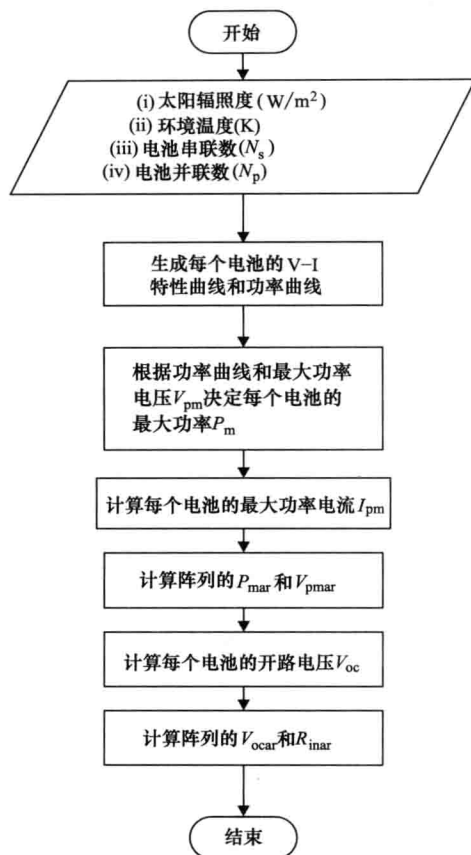 开始
(i) 太阳辐照度(W/m²)
(ii) 环境温度(K)
(iii) 电池串联数(Nₛ)
(iv) 电池并联数(Nₚ)
生成每个电池的V-I
特性曲线和功率曲线
根据功率曲线和最大功率
电压Vpm决定每个电池的
最大功率Pm
计算每个电池的最大功率电流Ipm
计算阵列的Pmar和Vpmar
计算每个电池的开路电压Voc
计算阵列的Vocar和Rinar
结束